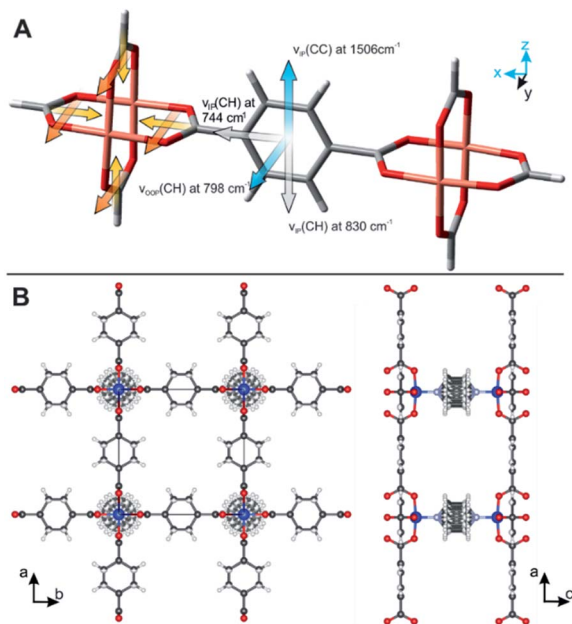 A
ν_IP(CC) at 1506cm⁻¹
z
x
y
ν_IP(CH) at
744 cm⁻¹
ν_OOP(CH) at 798 cm⁻¹
ν_IP(CH) at 830 cm⁻¹
B
a
b
a
c